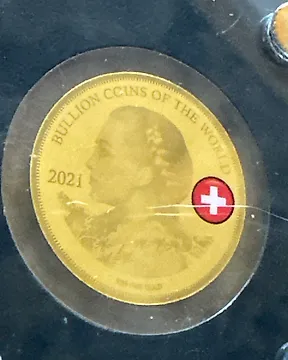 BULLION COINS OF THE WORLD
2021